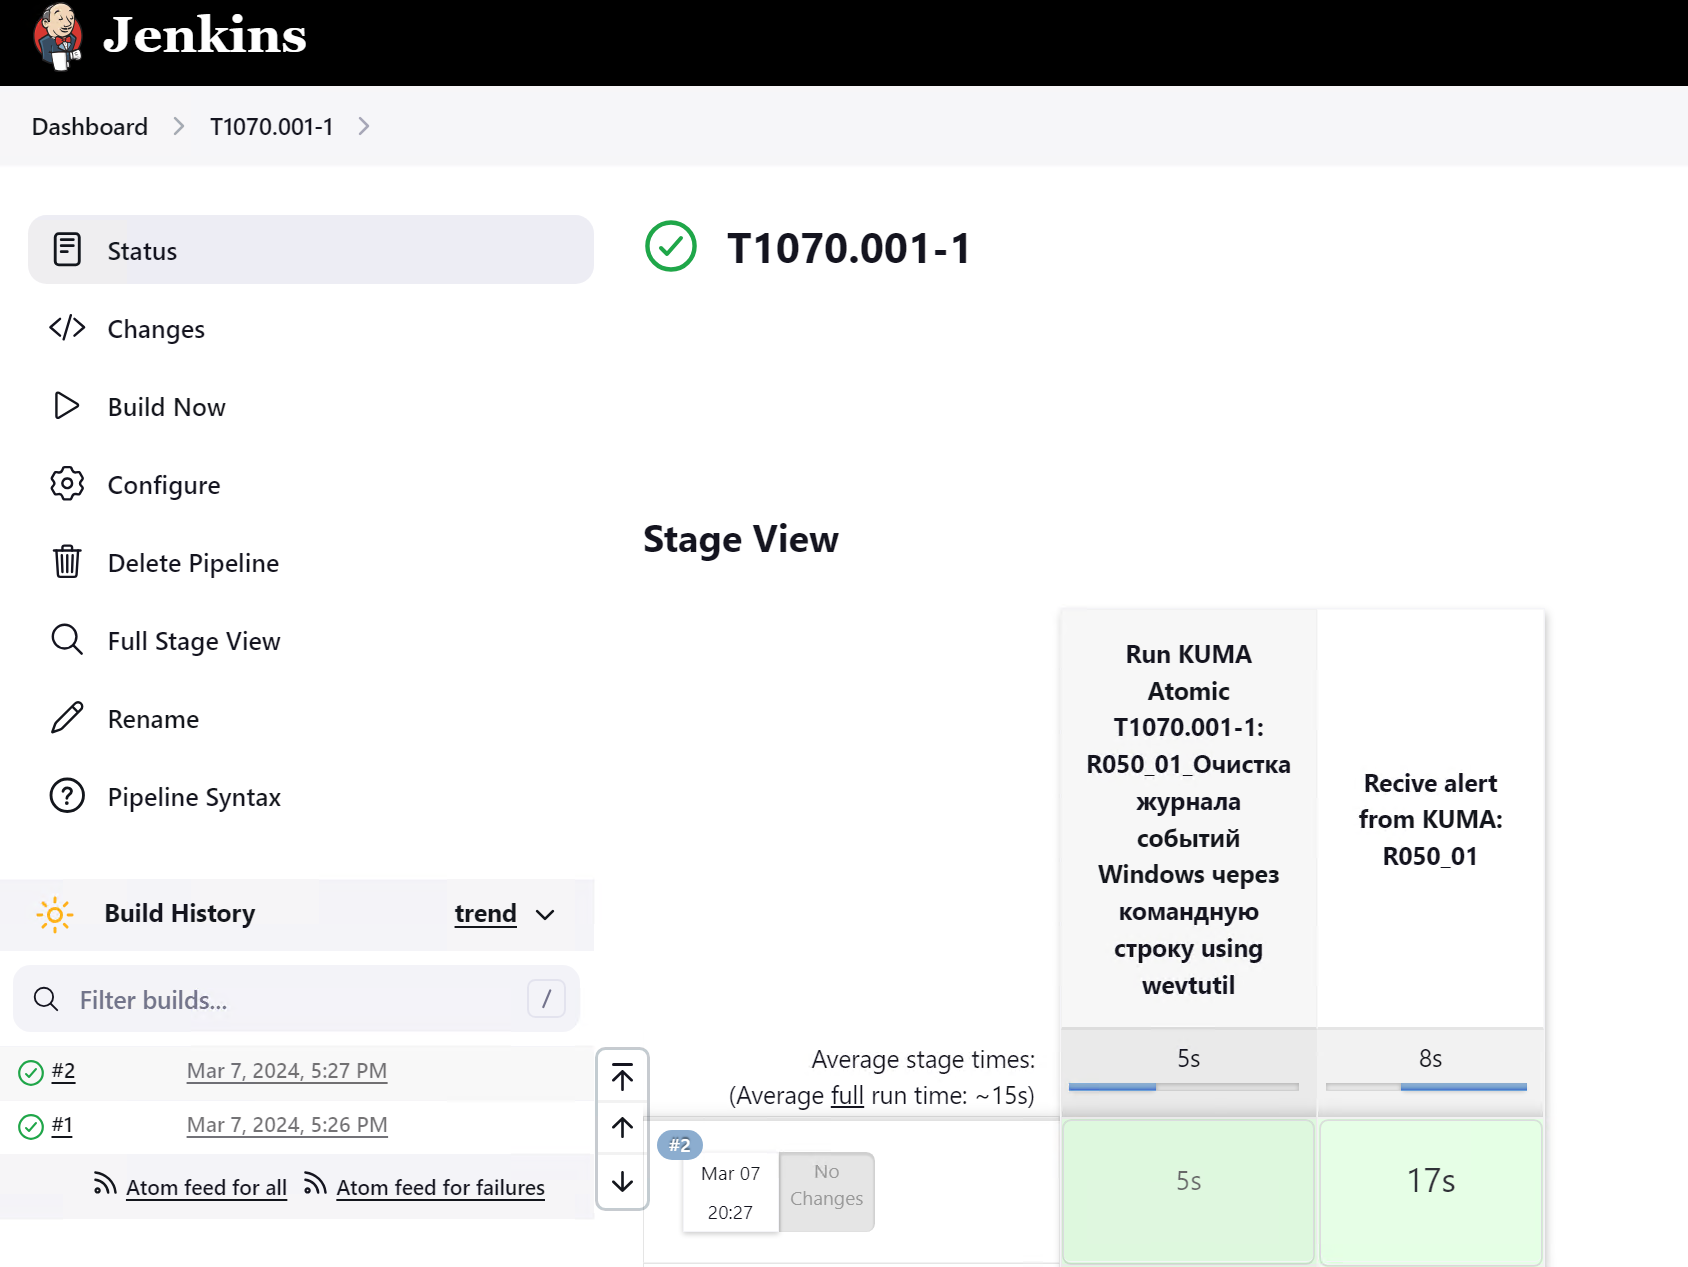 Jenkins
Dashboard
T1070.001-1
Status
Changes
Build Now
Configure
Delete Pipeline
Full Stage View
Rename
Pipeline Syntax
Build History
trend
Filter builds...
/
#2
Mar 7, 2024, 5:27 PM
#1
Mar 7, 2024, 5:26 PM
Atom feed for all
Atom feed for failures
T1070.001-1
Stage View
Run KUMA
Atomic
T1070.001-1:
R050_01_Очистка
журнала
событий
Windows через
командную
строку using
wevtutil
Recive alert
from KUMA:
R050_01
Average stage times:
(Average full run time: ~15s)
5s
8s
#2
Mar 07
20:27
No
Changes
5s
17s